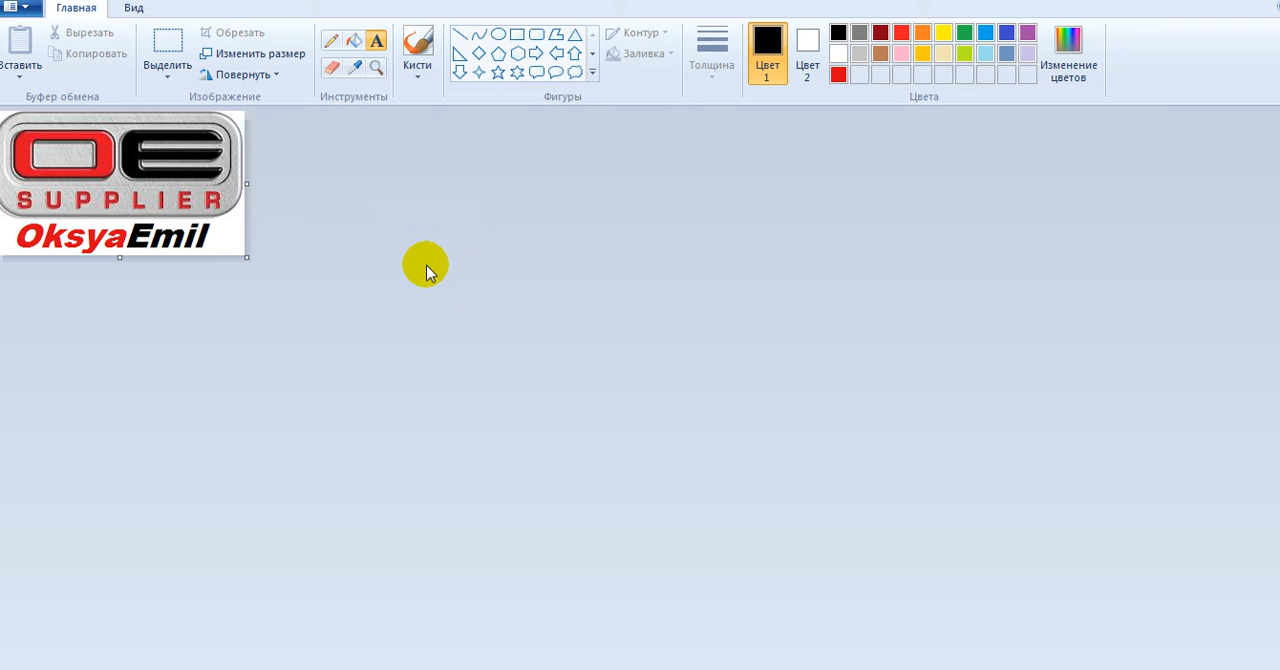 Главная Вид
Вставить
Вырезать
Копировать
Буфер обмена
Выделить
Обрезать
Изменить размер
Повернуть
Изображение
A
Инструменты
Кисти
Контур
Заливка
Фигуры
Толщина
Цвет 1
Цвет 2
Изменение цветов
Цвета
OE
SUPPLIER
OksyaEmil